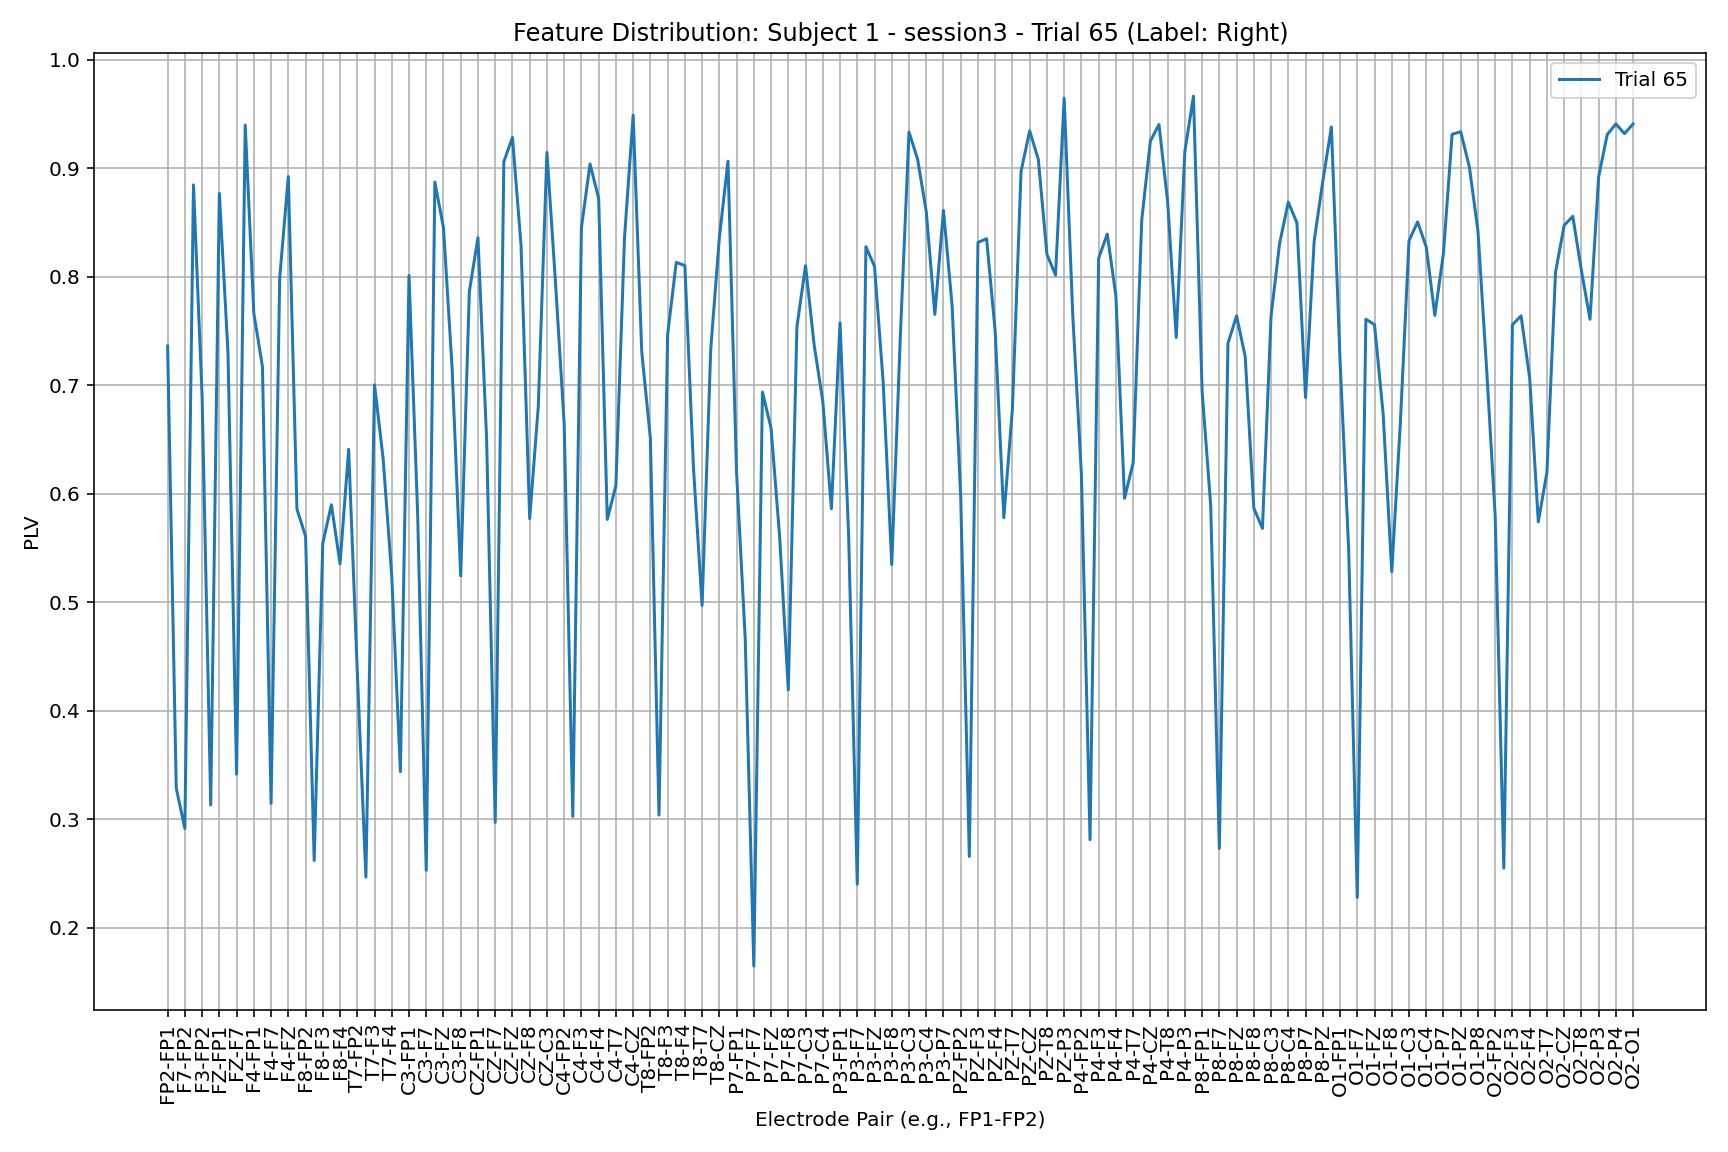 Feature Distribution: Subject 1 - session3 - Trial 65 (Label: Right)
Trial 65
1.0
0.9
0.8
0.7
0.6
0.5
0.4
0.3
0.2
PLV
FP2-FP1
F7-FP2
F3-FP2
FZ-FP1
FZ-F7
F4-FP1
F4-F7
F4-FZ
F8-FP2
F8-F3
F8-F4
T7-FP2
T7-F3
T7-F4
C3-FP1
C3-F7
C3-FZ
C3-F8
CZ-FP1
CZ-F7
CZ-FZ
CZ-F8
CZ-C3
C4-FP2
C4-F3
C4-F4
C4-T7
C4-CZ
T8-FP2
T8-F3
T8-F4
T8-T7
T8-CZ
P7-FP1
P7-F7
P7-FZ
P7-F8
P7-C3
P7-C4
P3-FP1
P3-F7
P3-FZ
P3-F8
P3-C3
P3-C4
P3-P7
PZ-FP2
PZ-F3
PZ-F4
PZ-T7
PZ-CZ
PZ-T8
PZ-P3
P4-FP2
P4-F3
P4-F4
P4-T7
P4-CZ
P4-T8
P4-P3
P8-FP1
P8-F7
P8-FZ
P8-F8
P8-C3
P8-C4
P8-P7
P8-PZ
O1-FP1
O1-F7
O1-FZ
O1-F8
O1-C3
O1-C4
O1-P7
O1-PZ
O1-P8
O2-FP2
O2-F3
O2-F4
O2-T7
O2-CZ
O2-T8
O2-P3
O2-P4
O2-O1
Electrode Pair (e.g., FP1-FP2)